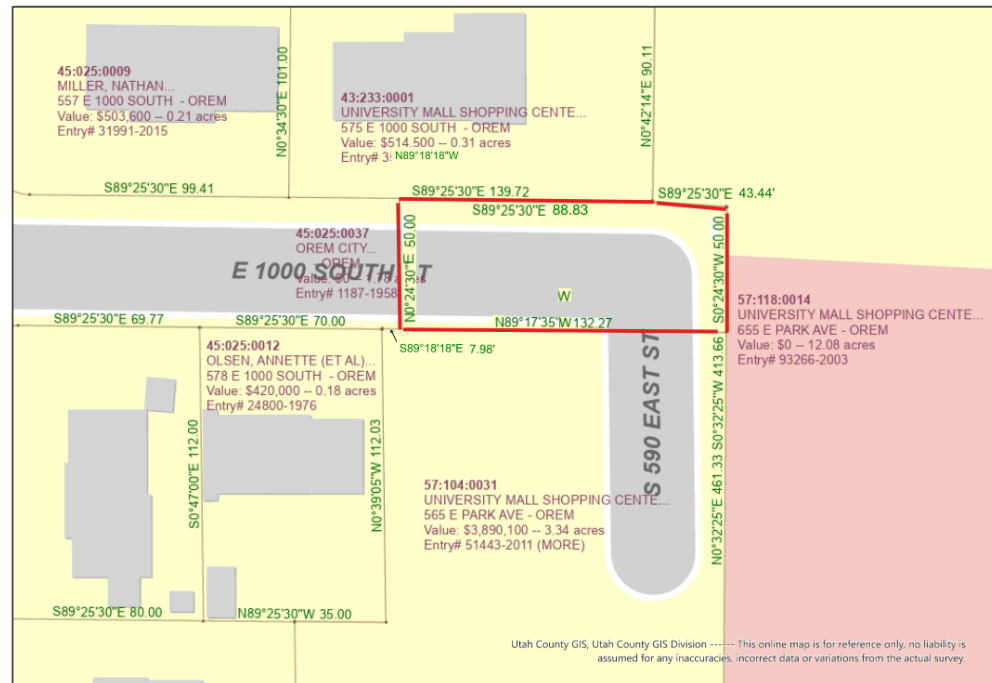 45:025:0009
MILLER, NATHAN...
557 E 1000 SOUTH - OREM
Value: $503,600 -- 0.21 acres
Entry# 31991-2015
N0°34'30"E 101.00
43:233:0001
UNIVERSITY MALL SHOPPING CENTE...
575 E 1000 SOUTH - OREM
Value: $514.500 -- 0.31 acres
Entry# 3
N89°18'18"W
N0°42'14"E 90.11
S89°25'30"E 99.41
S89°25'30"E 139.72
S89°25'30"E 43.44'
S89°25'30"E 88.83
45:025:0037
OREM CITY...
OREM
Value: $0 -- 1.78 acres
Entry# 1187-1958
E 1000 SOUTH ST
N0°24'30"E 50.00
W
S0°24'30"W 50.00
N89°17'35"W 132.27
57:118:0014
UNIVERSITY MALL SHOPPING CENTE...
655 E PARK AVE - OREM
Value: $0 -- 12.08 acres
Entry# 93266-2003
S89°25'30"E 69.77
S89°25'30"E 70.00
S89°18'18"E 7.98'
45:025:0012
OLSEN, ANNETTE (ET AL)...
578 E 1000 SOUTH - OREM
Value: $420,000 -- 0.18 acres
Entry# 24800-1976
S0°47'00"E 112.00
N0°39'05"W 112.03
S 590 EAST ST
N0°32'25"E 461.33 S0°32'25"W 413.66
57:104:0031
UNIVERSITY MALL SHOPPING CENTE...
565 E PARK AVE - OREM
Value: $3,890,100 -- 3.34 acres
Entry# 51443-2011 (MORE)
S89°25'30"E 80.00
N89°25'30"W 35.00
Utah County GIS, Utah County GIS Division ------ This online map is for reference only, no liability is
assumed for any inaccuracies, incorrect data or variations from the actual survey.